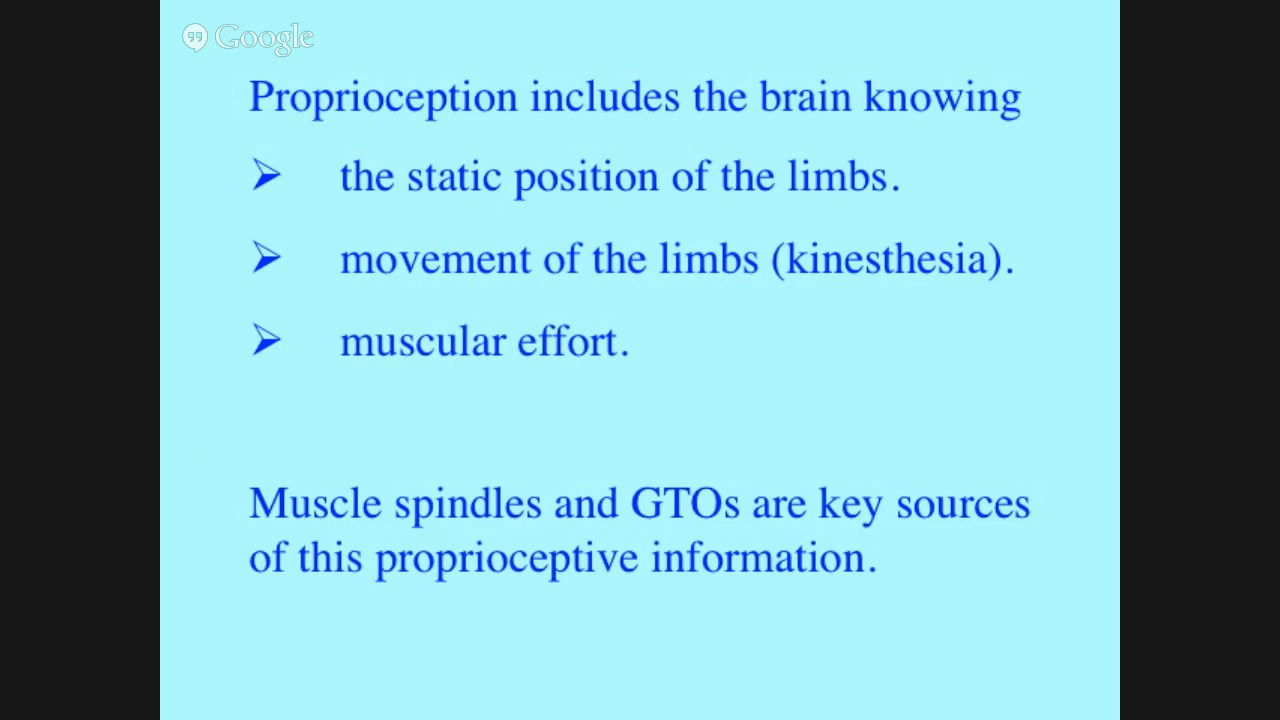 Google
Proprioception includes the brain knowing
➢ the static position of the limbs.
➢ movement of the limbs (kinesthesia).
➢ muscular effort.
Muscle spindles and GTOs are key sources
of this proprioceptive information.